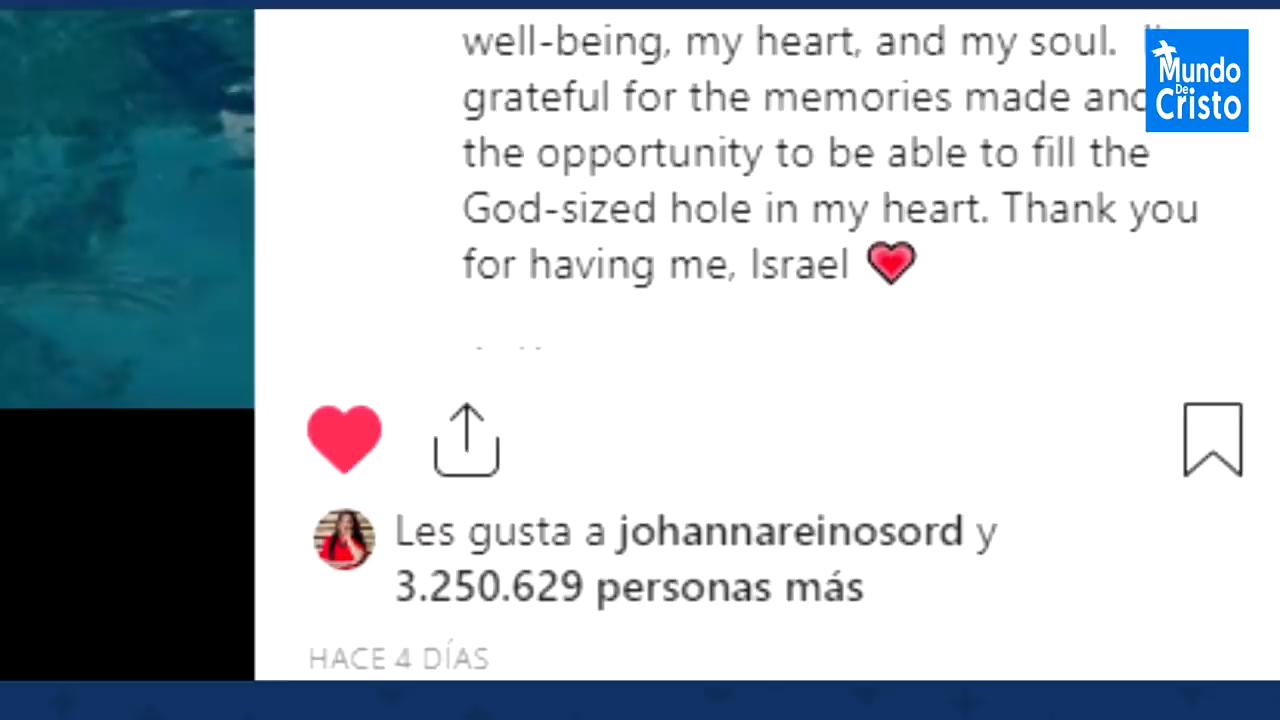 well-being, my heart, and my soul.
grateful for the memories made and
the opportunity to be able to fill the
God-sized hole in my heart. Thank you
for having me, Israel
Mundo
De
Cristo
Les gusta a johannareinosord y
3.250.629 personas más
HACE 4 DÍAS